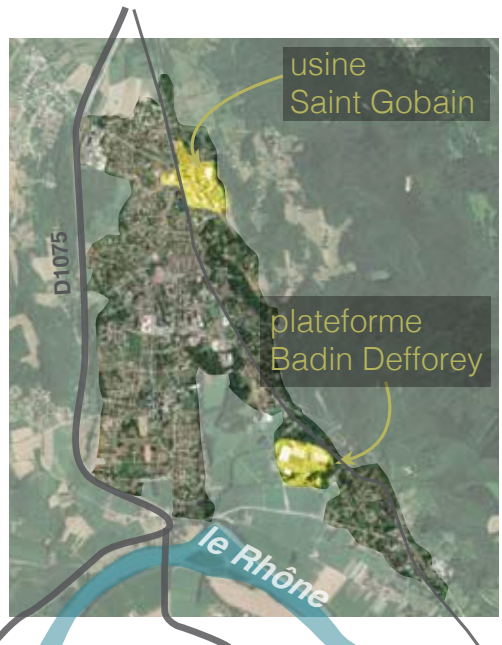 usine
Saint Gobain
D1075
plateforme
Badin Defforey
le Rhône